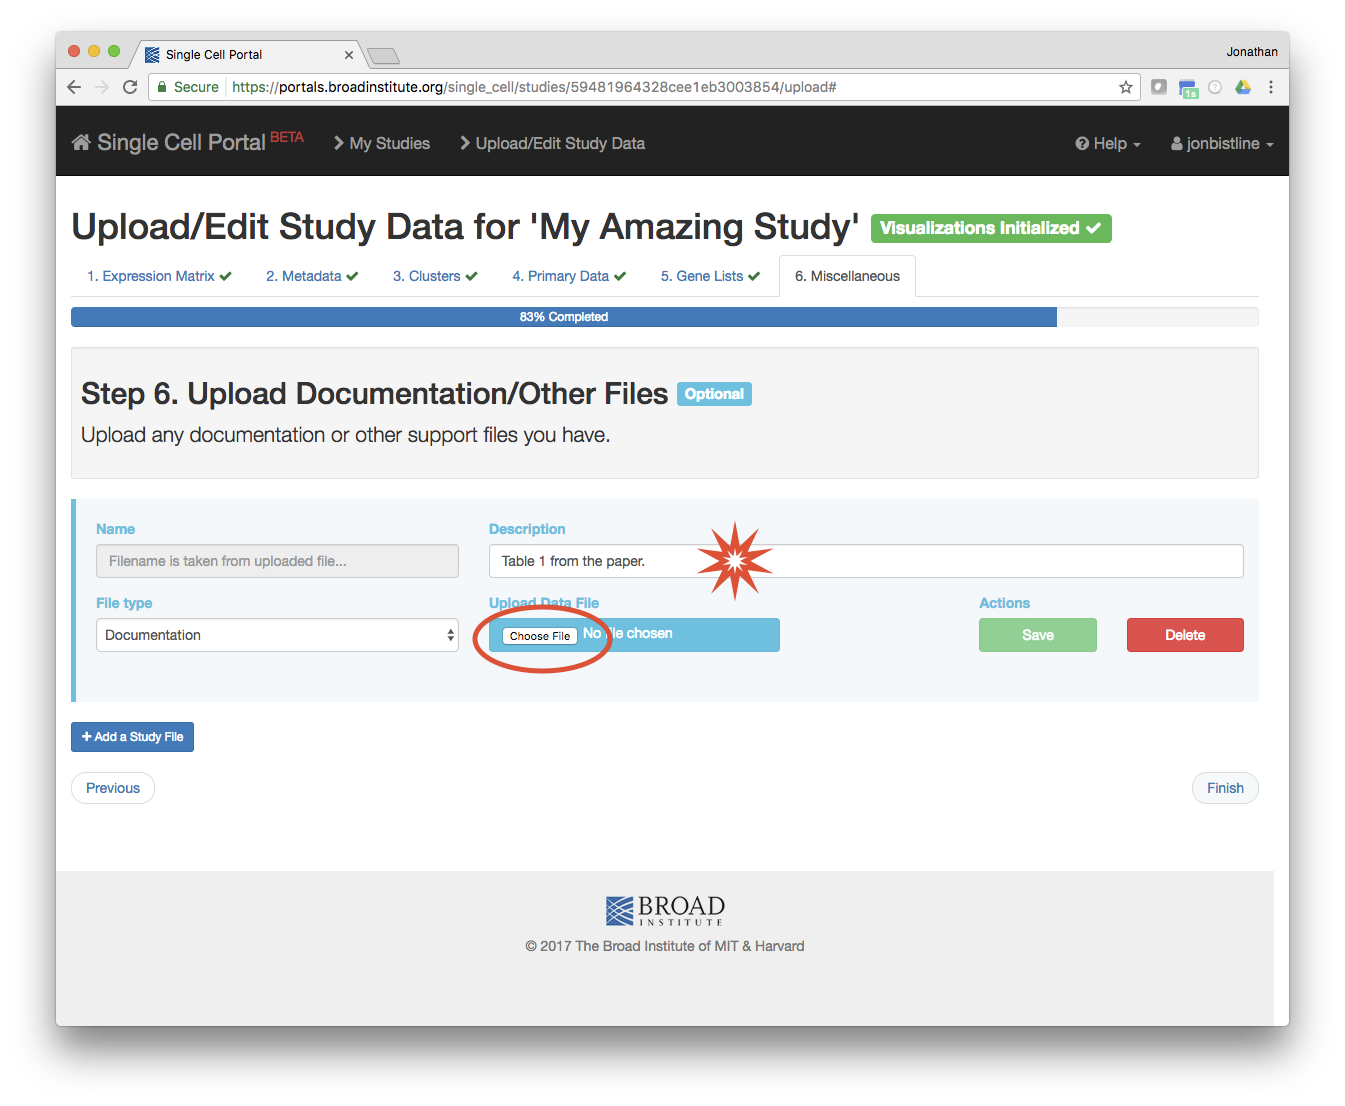 Single Cell Portal
Jonathan
Secure https://portals.broadinstitute.org/single_cell/studies/59481964328cee1eb3003854/upload#
1s
Single Cell Portal BETA My Studies Upload/Edit Study Data Help jonbistline
Upload/Edit Study Data for 'My Amazing Study' Visualizations Initialized
1. Expression Matrix 2. Metadata 3. Clusters 4. Primary Data 5. Gene Lists 6. Miscellaneous
83% Completed
Step 6. Upload Documentation/Other Files Optional
Upload any documentation or other support files you have.
Name Description
Filename is taken from uploaded file... Table 1 from the paper.
File type Upload Data File Actions
Documentation Choose File No file chosen Save Delete
+ Add a Study File
Previous Finish
BROAD
INSTITUTE
© 2017 The Broad Institute of MIT & Harvard